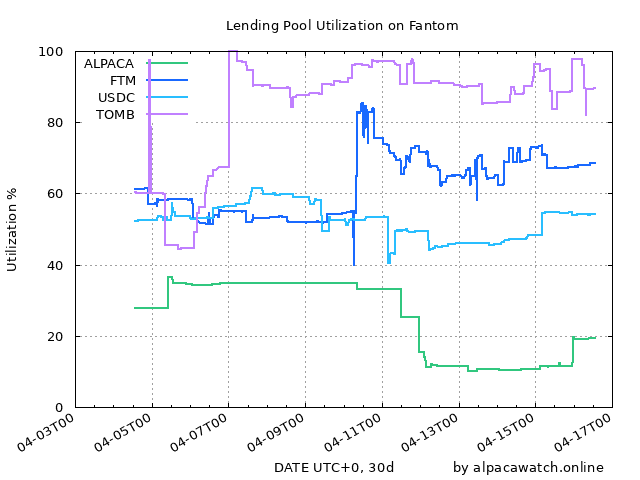 Lending Pool Utilization on Fantom
Utilization %
100
80
60
40
20
0
ALPACA
FTM
USDC
TOMB
04-03T00
04-05T00
04-07T00
04-09T00
04-11T00
04-13T00
04-15T00
04-17T00
DATE UTC+0, 30d
by alpacawatch.online